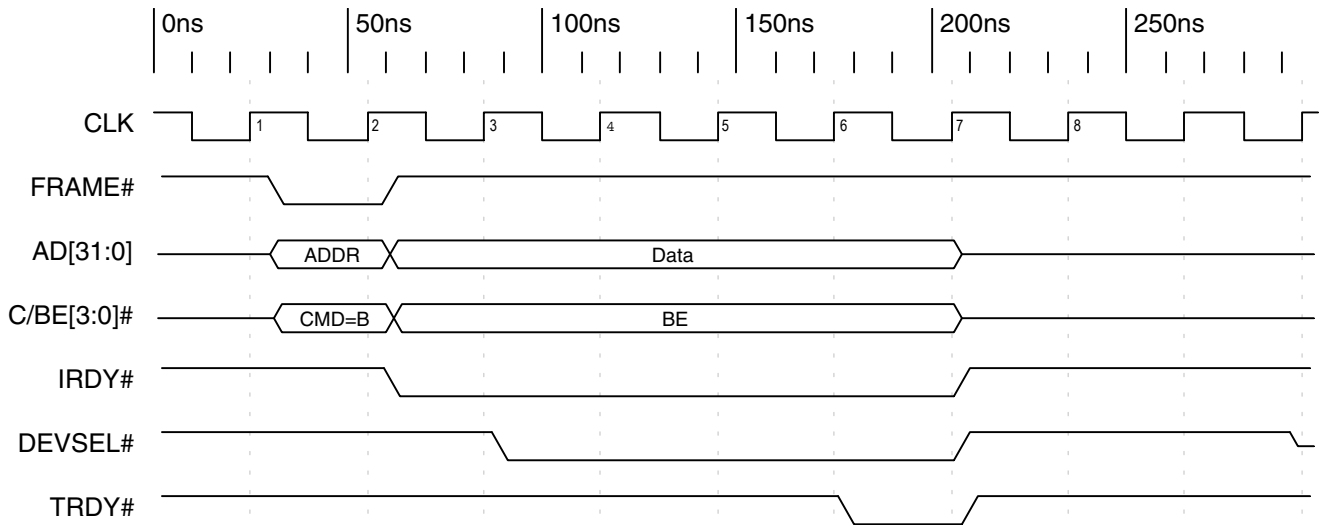 0ns 50ns 100ns 150ns 200ns 250ns
CLK 1 2 3 4 5 6 7 8
FRAME#
AD[31:0] ADDR Data
C/BE[3:0]# CMD=B BE
IRDY#
DEVSEL#
TRDY#